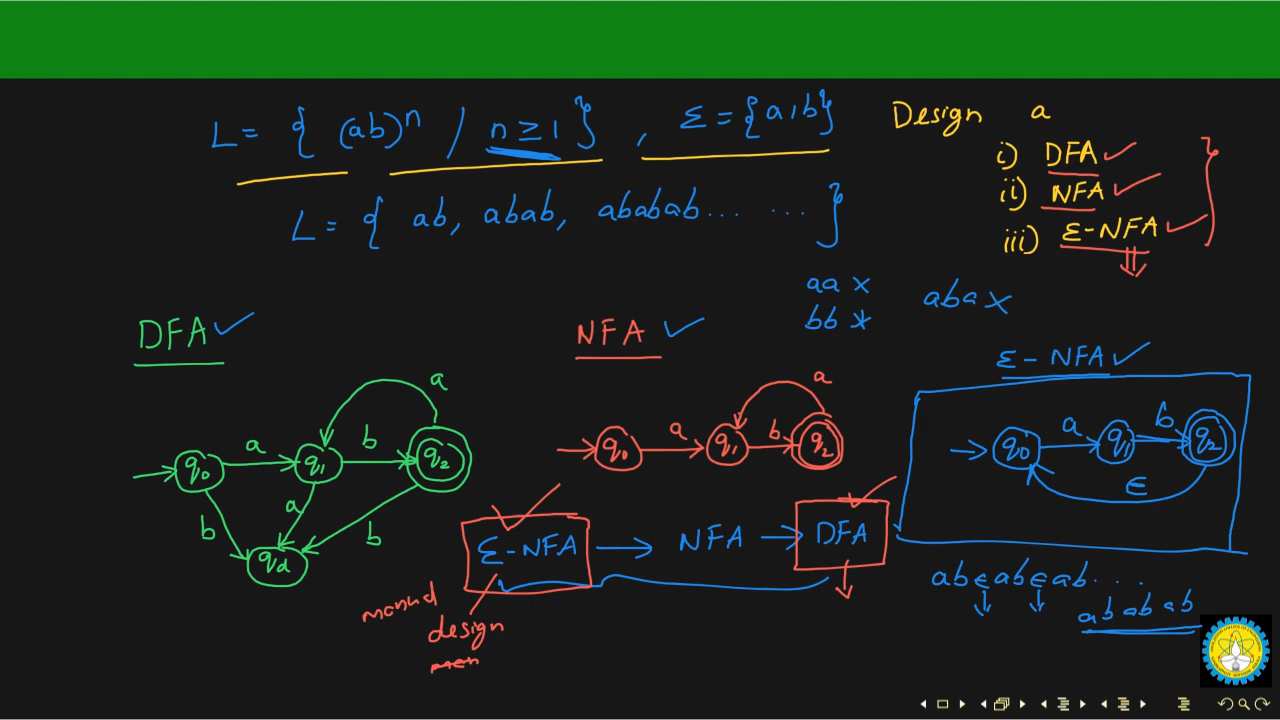 L = { (ab)ⁿ / n ≥ 1 } , Σ = {a,b}
L = { ab, abab, ababab... ... }
Design a
i) DFA ✓
ii) NFA ✓
iii) ε-NFA ✓
⇓
aa ×
bb ×
aba ×
DFA ✓
a
a
b
q₀
q₁
q₂
a
b
b
qd
NFA ✓
a
a
b
q₀
q₁
q₂
ε-NFA ✓
a
b
q₀
q₁
q₂
ϵ
ε-NFA → NFA → DFA
manual
design
abϵabϵab....
ababab